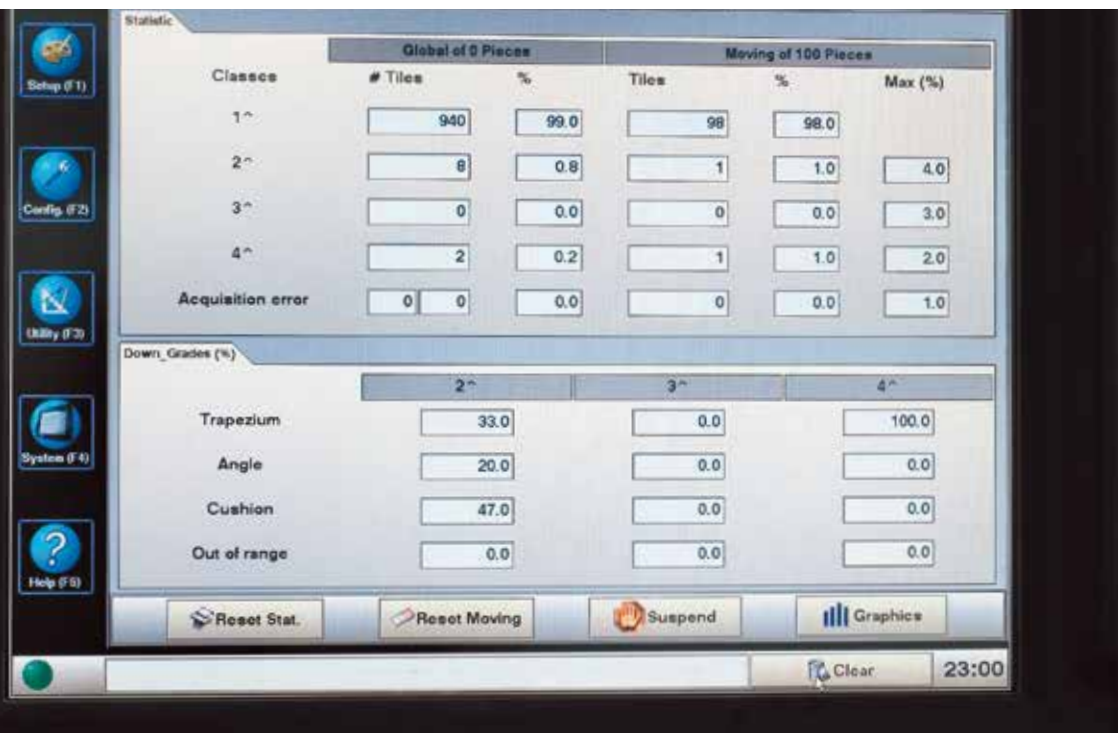 Statistic
Global of 0 Pieces Moving of 100 Pieces
Classes # Tiles % Tiles % Max (%)
1^ 940 99.0 98 98.0
2^ 8 0.8 1 1.0 4.0
3^ 0 0.0 0 0.0 3.0
4^ 2 0.2 1 1.0 2.0
Acquisition error 0 0 0.0 0 0.0 1.0
Down_Grades (%)
2^ 3^ 4^
Trapezium 33.0 0.0 100.0
Angle 20.0 0.0 0.0
Cushion 47.0 0.0 0.0
Out of range 0.0 0.0 0.0
Reset Stat. Reset Moving Suspend Graphics
Clear 23:00
Setup (F1)
Config. (F2)
Utility (F3)
System (F4)
Help (F5)